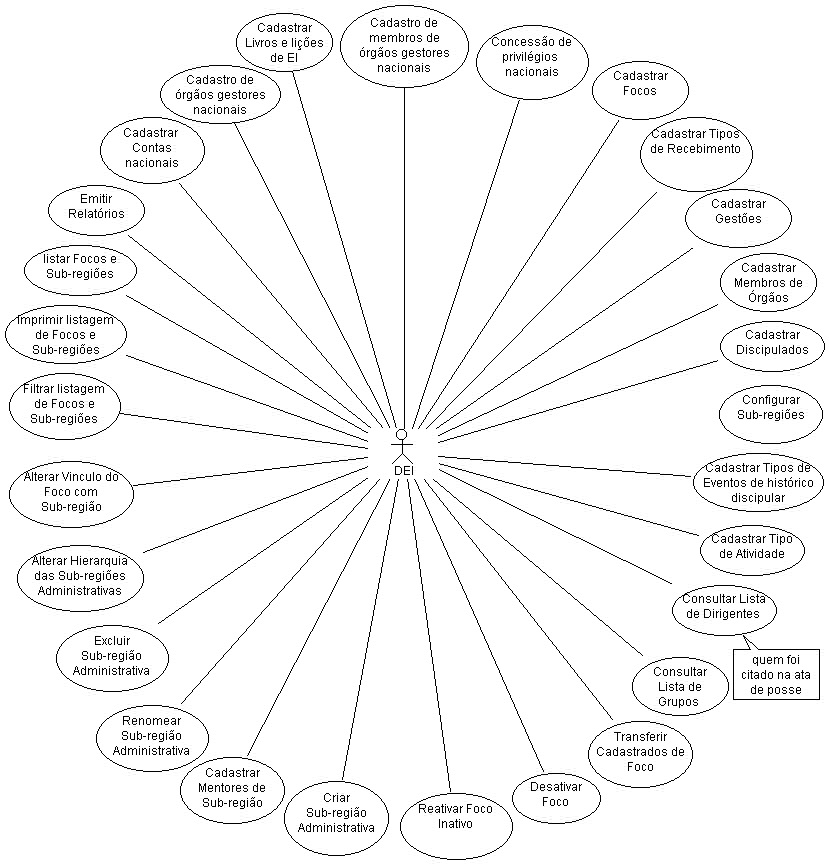 Cadastro de
membros de
órgãos gestores
nacionais
Concessão de
privilégios
nacionais
Cadastrar
Focos
Cadastrar Tipos
de Recebimento
Cadastrar
Gestões
Cadastrar
Membros de
Órgãos
Cadastrar
Discipulados
Configurar
Sub-regiões
Cadastrar Tipos de
Eventos de histórico
discipular
Cadastrar Tipo
de Atividade
Consultar Lista
de Dirigentes
quem foi
citado na ata
de posse
Consultar
Lista de
Grupos
Transferir
Cadastrados de
Foco
Desativar
Foco
Reativar Foco
Inativo
Criar
Sub-região
Administrativa
Cadastrar
Mentores de
Sub-região
Renomear
Sub-região
Administrativa
Excluir
Sub-região
Administrativa
Alterar Hierarquia
das Sub-regiões
Administrativas
Alterar Vinculo do
Foco com
Sub-região
Filtrar listagem
de Focos e
Sub-regiões
Imprimir listagem
de Focos e
Sub-regiões
listar Focos e
Sub-regiões
Emitir
Relatórios
Cadastrar
Contas
nacionais
Cadastro de
órgãos gestores
nacionais
Cadastrar
Livros e lições
de EI
DEI